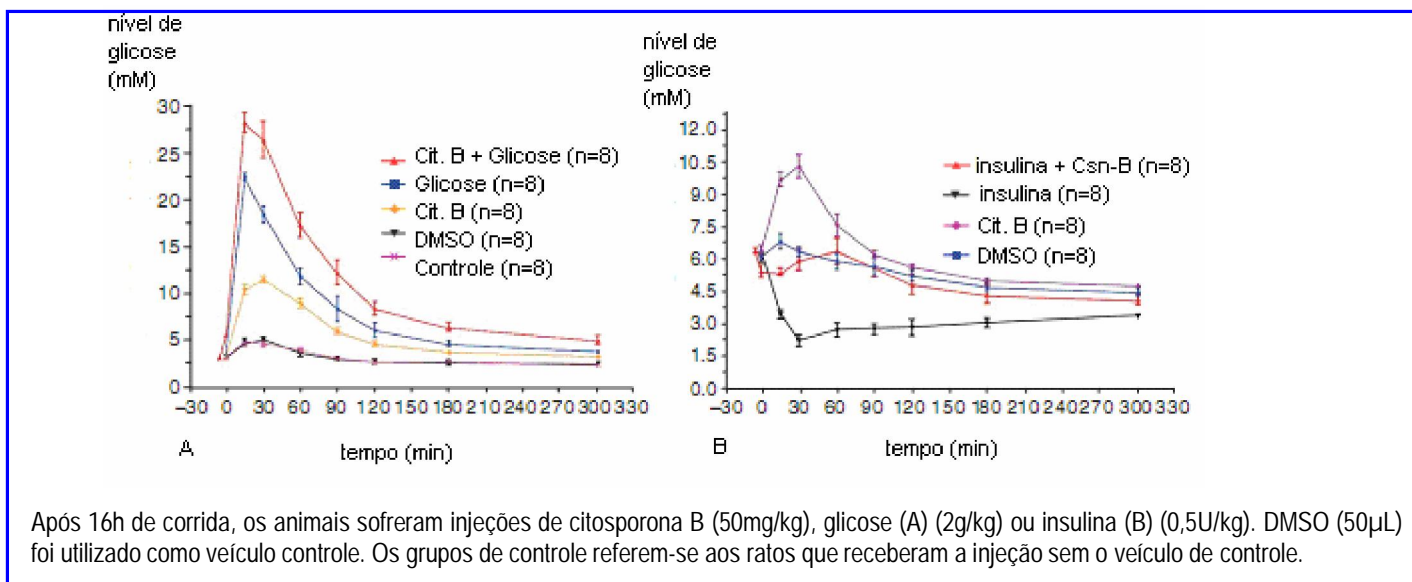 nível de
glicose
(mM)
30
25
20
15
10
5
0
Cit. B + Glicose (n=8)
Glicose (n=8)
Cit. B (n=8)
DMSO (n=8)
Controle (n=8)
−30 0 30 60 90 120 150 180 210 240 270 300 330
A
tempo (min)
nível de
glicose
(mM)
12.0
10.5
9.0
7.5
6.0
4.5
3.0
1.5
0.0
insulina + Csn-B (n=8)
insulina (n=8)
Cit. B (n=8)
DMSO (n=8)
−30 0 30 60 90 120 150 180 210 240 270 300 330
B
tempo (min)
Após 16h de corrida, os animais sofreram injeções de citosporona B (50mg/kg), glicose (A) (2g/kg) ou insulina (B) (0,5U/kg). DMSO (50µL)
foi utilizado como veículo controle. Os grupos de controle referem-se aos ratos que receberam a injeção sem o veículo de controle.